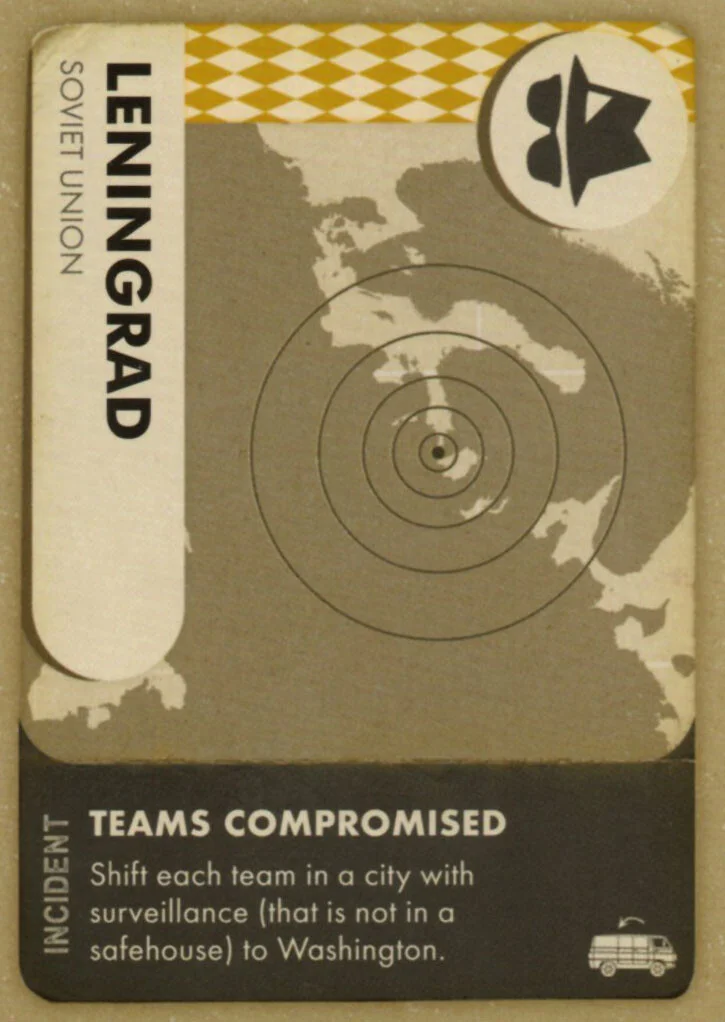 LENINGRAD
SOVIET UNION
INCIDENT
TEAMS COMPROMISED
Shift each team in a city with
surveillance (that is not in a
safehouse) to Washington.